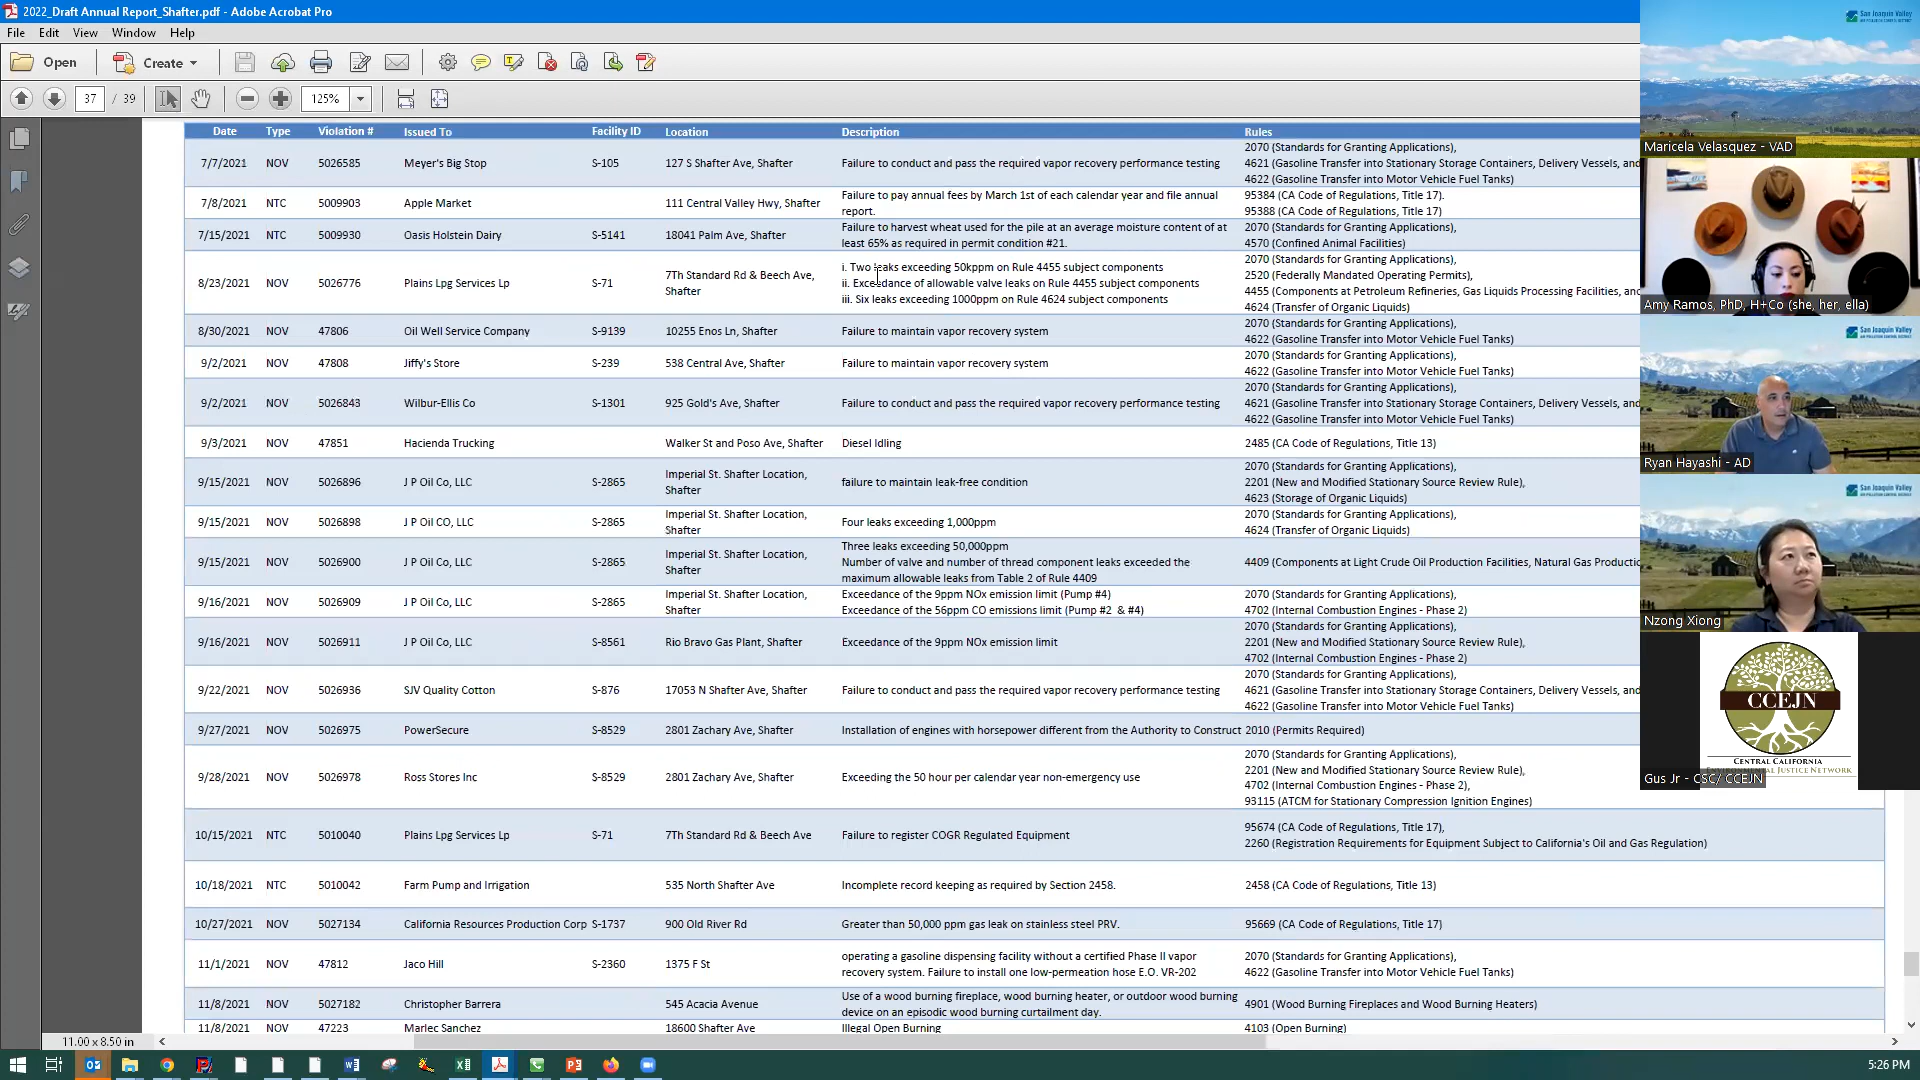 2022_Draft Annual Report_Shafter.pdf - Adobe Acrobat Pro
File Edit View Window Help
Open Create
37 / 39 125%
Date Type Violation # Issued To Facility ID Location Description Rules
7/7/2021 NOV 5026585 Meyer's Big Stop S-105 127 S Shafter Ave, Shafter Failure to conduct and pass the required vapor recovery performance testing
2070 (Standards for Granting Applications),
4621 (Gasoline Transfer into Stationary Storage Containers, Delivery Vessels, and
4622 (Gasoline Transfer into Motor Vehicle Fuel Tanks)
7/8/2021 NTC 5009903 Apple Market 111 Central Valley Hwy, Shafter
Failure to pay annual fees by March 1st of each calendar year and file annual
report.
95384 (CA Code of Regulations, Title 17).
95388 (CA Code of Regulations, Title 17)
7/15/2021 NTC 5009930 Oasis Holstein Dairy S-5141 18041 Palm Ave, Shafter
Failure to harvest wheat used for the pile at an average moisture content of at
least 65% as required in permit condition #21.
2070 (Standards for Granting Applications),
4570 (Confined Animal Facilities)
8/23/2021 NOV 5026776 Plains Lpg Services Lp S-71
7Th Standard Rd & Beech Ave,
Shafter
i. Two leaks exceeding 50kppm on Rule 4455 subject components
ii. Exceedance of allowable valve leaks on Rule 4455 subject components
iii. Six leaks exceeding 1000ppm on Rule 4624 subject components
2070 (Standards for Granting Applications),
2520 (Federally Mandated Operating Permits),
4455 (Components at Petroleum Refineries, Gas Liquids Processing Facilities, and
4624 (Transfer of Organic Liquids)
8/30/2021 NOV 47806 Oil Well Service Company S-9139 10255 Enos Ln, Shafter Failure to maintain vapor recovery system
2070 (Standards for Granting Applications),
4622 (Gasoline Transfer into Motor Vehicle Fuel Tanks)
9/2/2021 NOV 47808 Jiffy's Store S-239 538 Central Ave, Shafter Failure to maintain vapor recovery system
2070 (Standards for Granting Applications),
4622 (Gasoline Transfer into Motor Vehicle Fuel Tanks)
9/2/2021 NOV 5026843 Wilbur-Ellis Co S-1301 925 Gold's Ave, Shafter Failure to conduct and pass the required vapor recovery performance testing
2070 (Standards for Granting Applications),
4621 (Gasoline Transfer into Stationary Storage Containers, Delivery Vessels, and
4622 (Gasoline Transfer into Motor Vehicle Fuel Tanks)
9/3/2021 NOV 47851 Hacienda Trucking Walker St and Poso Ave, Shafter Diesel Idling 2485 (CA Code of Regulations, Title 13)
9/15/2021 NOV 5026896 J P Oil Co, LLC S-2865
Imperial St. Shafter Location,
Shafter
failure to maintain leak-free condition
2070 (Standards for Granting Applications),
2201 (New and Modified Stationary Source Review Rule),
4623 (Storage of Organic Liquids)
9/15/2021 NOV 5026898 J P Oil CO, LLC S-2865
Imperial St. Shafter Location,
Shafter
Four leaks exceeding 1,000ppm
2070 (Standards for Granting Applications),
4624 (Transfer of Organic Liquids)
9/15/2021 NOV 5026900 J P Oil Co, LLC S-2865
Imperial St. Shafter Location,
Shafter
Three leaks exceeding 50,000ppm
Number of valve and number of thread component leaks exceeded the
maximum allowable leaks from Table 2 of Rule 4409
4409 (Components at Light Crude Oil Production Facilities, Natural Gas Productio
9/16/2021 NOV 5026909 J P Oil Co, LLC S-2865
Imperial St. Shafter Location,
Shafter
Exceedance of the 9ppm NOx emission limit (Pump #4)
Exceedance of the 56ppm CO emissions limit (Pump #2 & #4)
2070 (Standards for Granting Applications),
4702 (Internal Combustion Engines - Phase 2)
9/16/2021 NOV 5026911 J P Oil Co, LLC S-8561 Rio Bravo Gas Plant, Shafter Exceedance of the 9ppm NOx emission limit
2070 (Standards for Granting Applications),
2201 (New and Modified Stationary Source Review Rule),
4702 (Internal Combustion Engines - Phase 2)
9/22/2021 NOV 5026936 SJV Quality Cotton S-876 17053 N Shafter Ave, Shafter Failure to conduct and pass the required vapor recovery performance testing
2070 (Standards for Granting Applications),
4621 (Gasoline Transfer into Stationary Storage Containers, Delivery Vessels, and
4622 (Gasoline Transfer into Motor Vehicle Fuel Tanks)
9/27/2021 NOV 5026975 PowerSecure S-8529 2801 Zachary Ave, Shafter Installation of engines with horsepower different from the Authority to Construct 2010 (Permits Required)
9/28/2021 NOV 5026978 Ross Stores Inc S-8529 2801 Zachary Ave, Shafter Exceeding the 50 hour per calendar year non-emergency use
2070 (Standards for Granting Applications),
2201 (New and Modified Stationary Source Review Rule),
4702 (Internal Combustion Engines - Phase 2),
93115 (ATCM for Stationary Compression Ignition Engines)
10/15/2021 NTC 5010040 Plains Lpg Services Lp S-71 7Th Standard Rd & Beech Ave Failure to register COGR Regulated Equipment
95674 (CA Code of Regulations, Title 17),
2260 (Registration Requirements for Equipment Subject to California's Oil and Gas Regulation)
10/18/2021 NTC 5010042 Farm Pump and Irrigation 535 North Shafter Ave Incomplete record keeping as required by Section 2458. 2458 (CA Code of Regulations, Title 13)
10/27/2021 NOV 5027134 California Resources Production Corp S-1737 900 Old River Rd Greater than 50,000 ppm gas leak on stainless steel PRV. 95669 (CA Code of Regulations, Title 17)
11/1/2021 NOV 47812 Jaco Hill S-2360 1375 F St
operating a gasoline dispensing facility without a certified Phase II vapor
recovery system. Failure to install one low-permeation hose E.O. VR-202
2070 (Standards for Granting Applications),
4622 (Gasoline Transfer into Motor Vehicle Fuel Tanks)
11/8/2021 NOV 5027182 Christopher Barrera 545 Acacia Avenue
Use of a wood burning fireplace, wood burning heater, or outdoor wood burning
device on an episodic wood burning curtailment day.
4901 (Wood Burning Fireplaces and Wood Burning Heaters)
11/8/2021 NOV 47223 Marlec Sanchez 18600 Shafter Ave Illegal Open Burning 4103 (Open Burning)
11.00 x 8.50 in
San Joaquin Valley
Maricela Velasquez - VAD
Amy Ramos, PhD, H+Co (she, her, ella)
San Joaquin Valley
Ryan Hayashi - AD
San Joaquin Valley
Nzong Xiong
CCEJN
CENTRAL CALIFORNIA
ENVIRONMENTAL JUSTICE NETWORK
Gus Jr - CSC/ CCEJN
5:26 PM